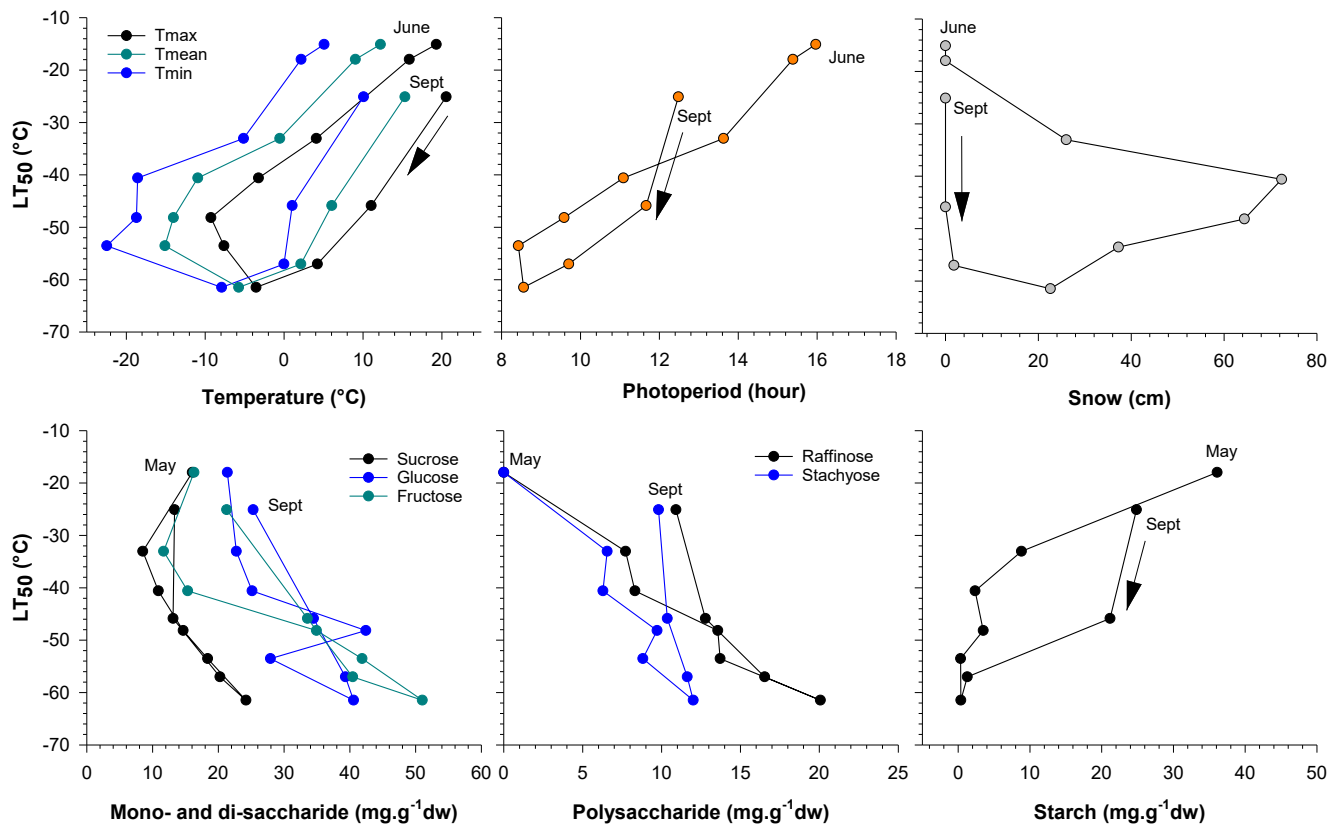 -10
-20
-30
-40
-50
-60
-70
LT50 (°C)
Tmax
Tmean
Tmin
June
Sept
-20 -10 0 10 20
Temperature (°C)
June
Sept
8 10 12 14 16 18
Photoperiod (hour)
June
Sept
0 20 40 60 80
Snow (cm)
-10
-20
-30
-40
-50
-60
-70
LT50 (°C)
May
Sucrose
Glucose
Fructose
Sept
0 10 20 30 40 50 60
Mono- and di-saccharide (mg.g-1dw)
May
Raffinose
Stachyose
Sept
0 5 10 15 20 25
Polysaccharide (mg.g-1dw)
May
Sept
0 10 20 30 40 50
Starch (mg.g-1dw)